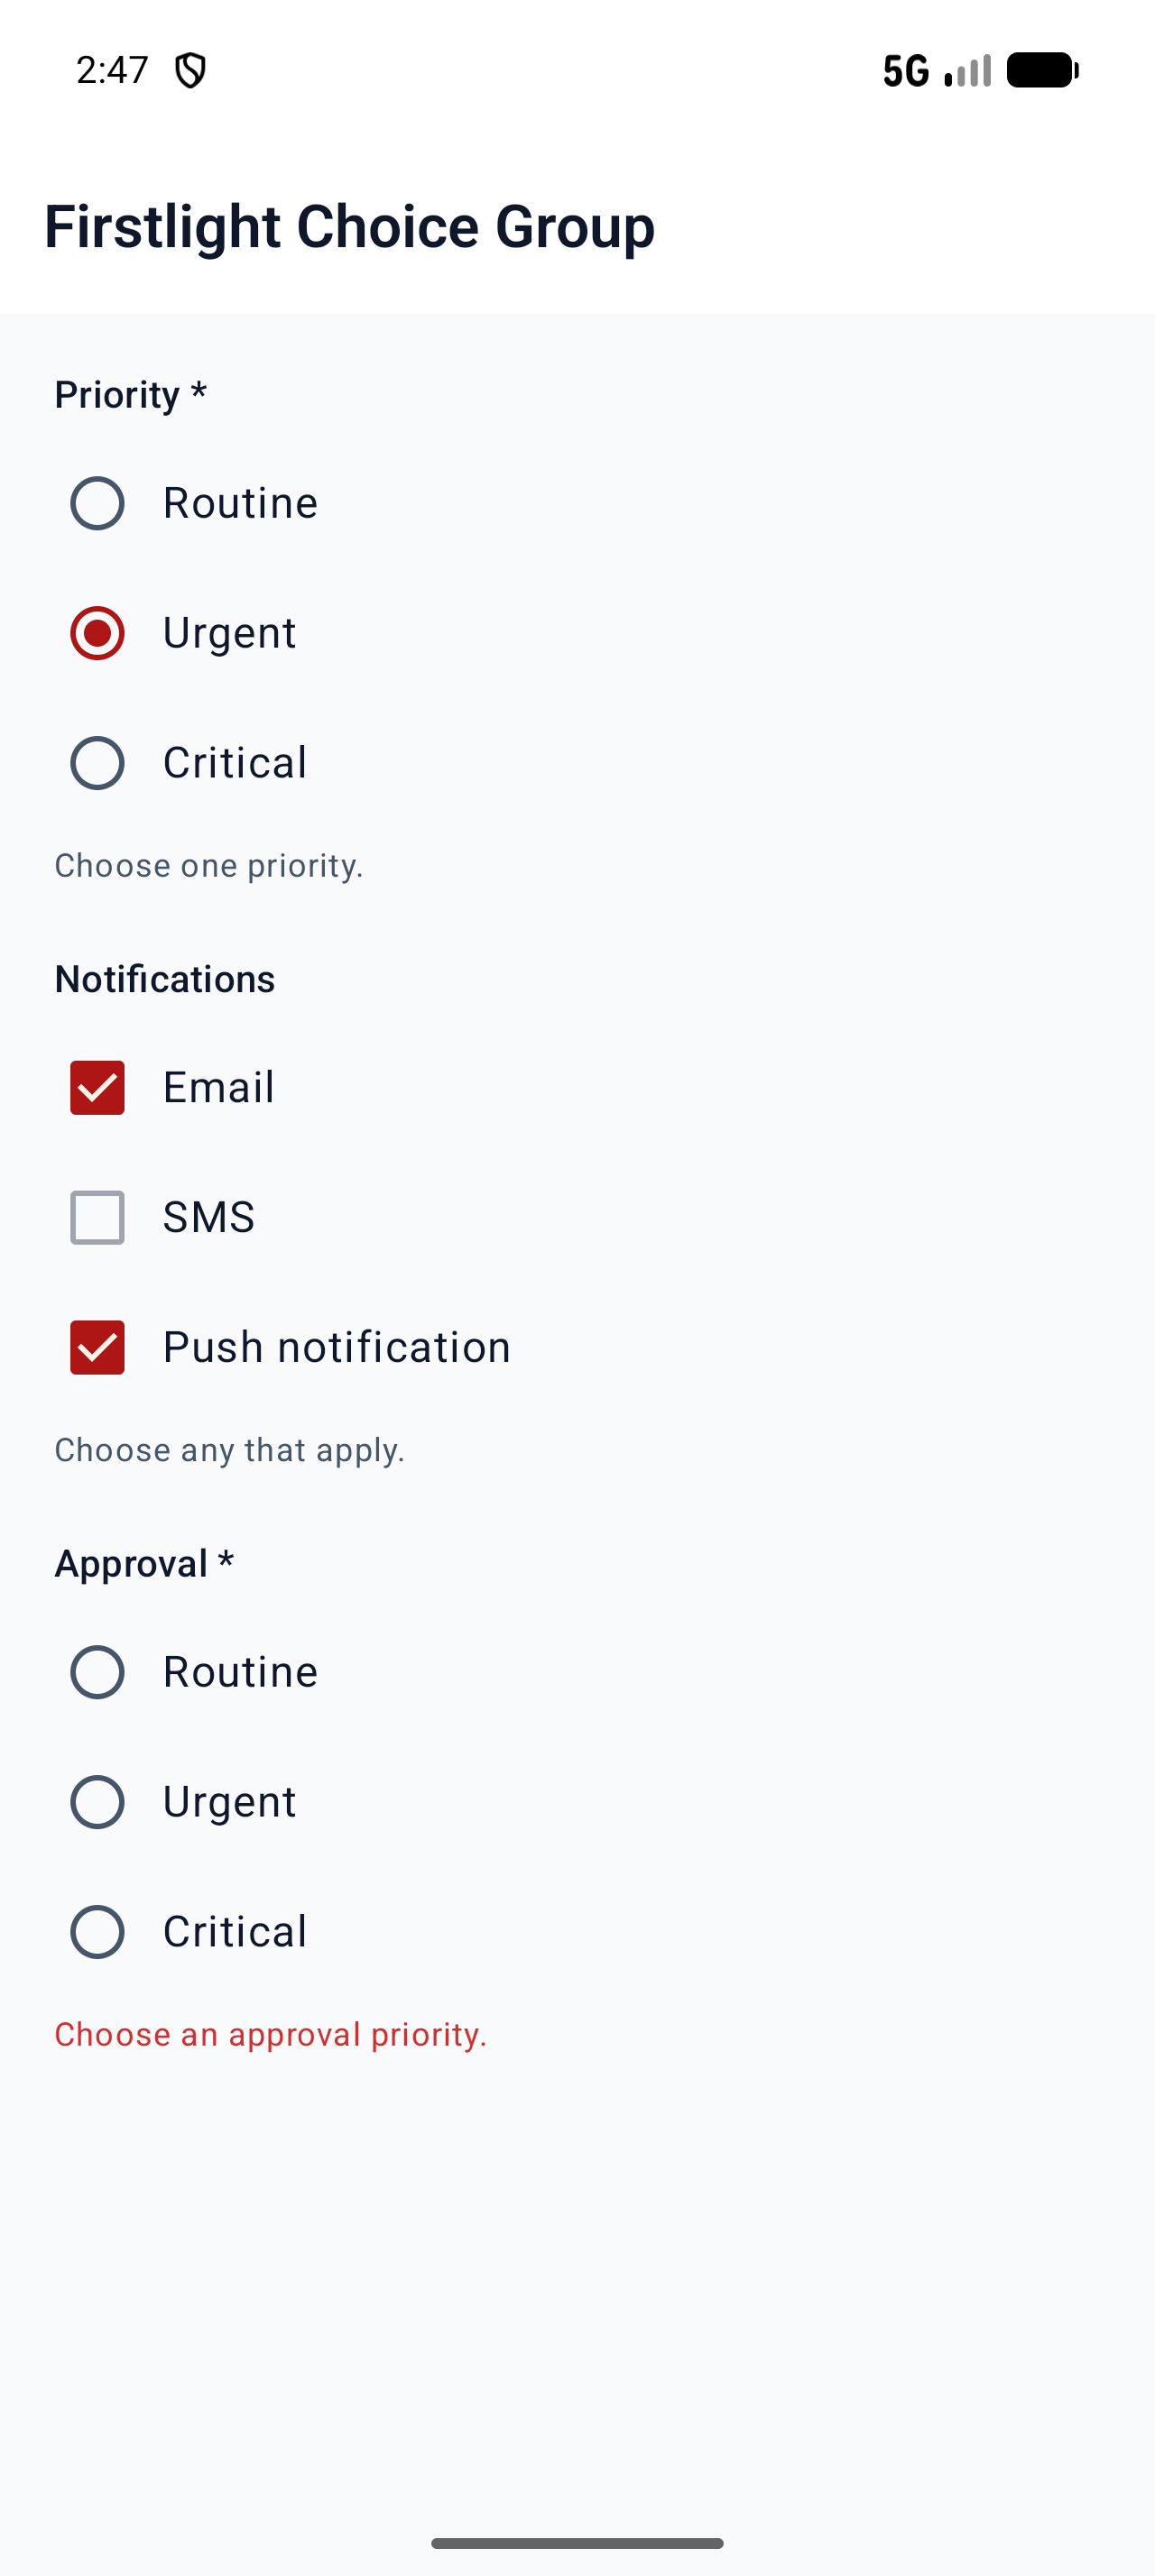 2:47
5G
Firstlight Choice Group
Priority *
Routine
Urgent
Critical
Choose one priority.
Notifications
Email
SMS
Push notification
Choose any that apply.
Approval *
Routine
Urgent
Critical
Choose an approval priority.